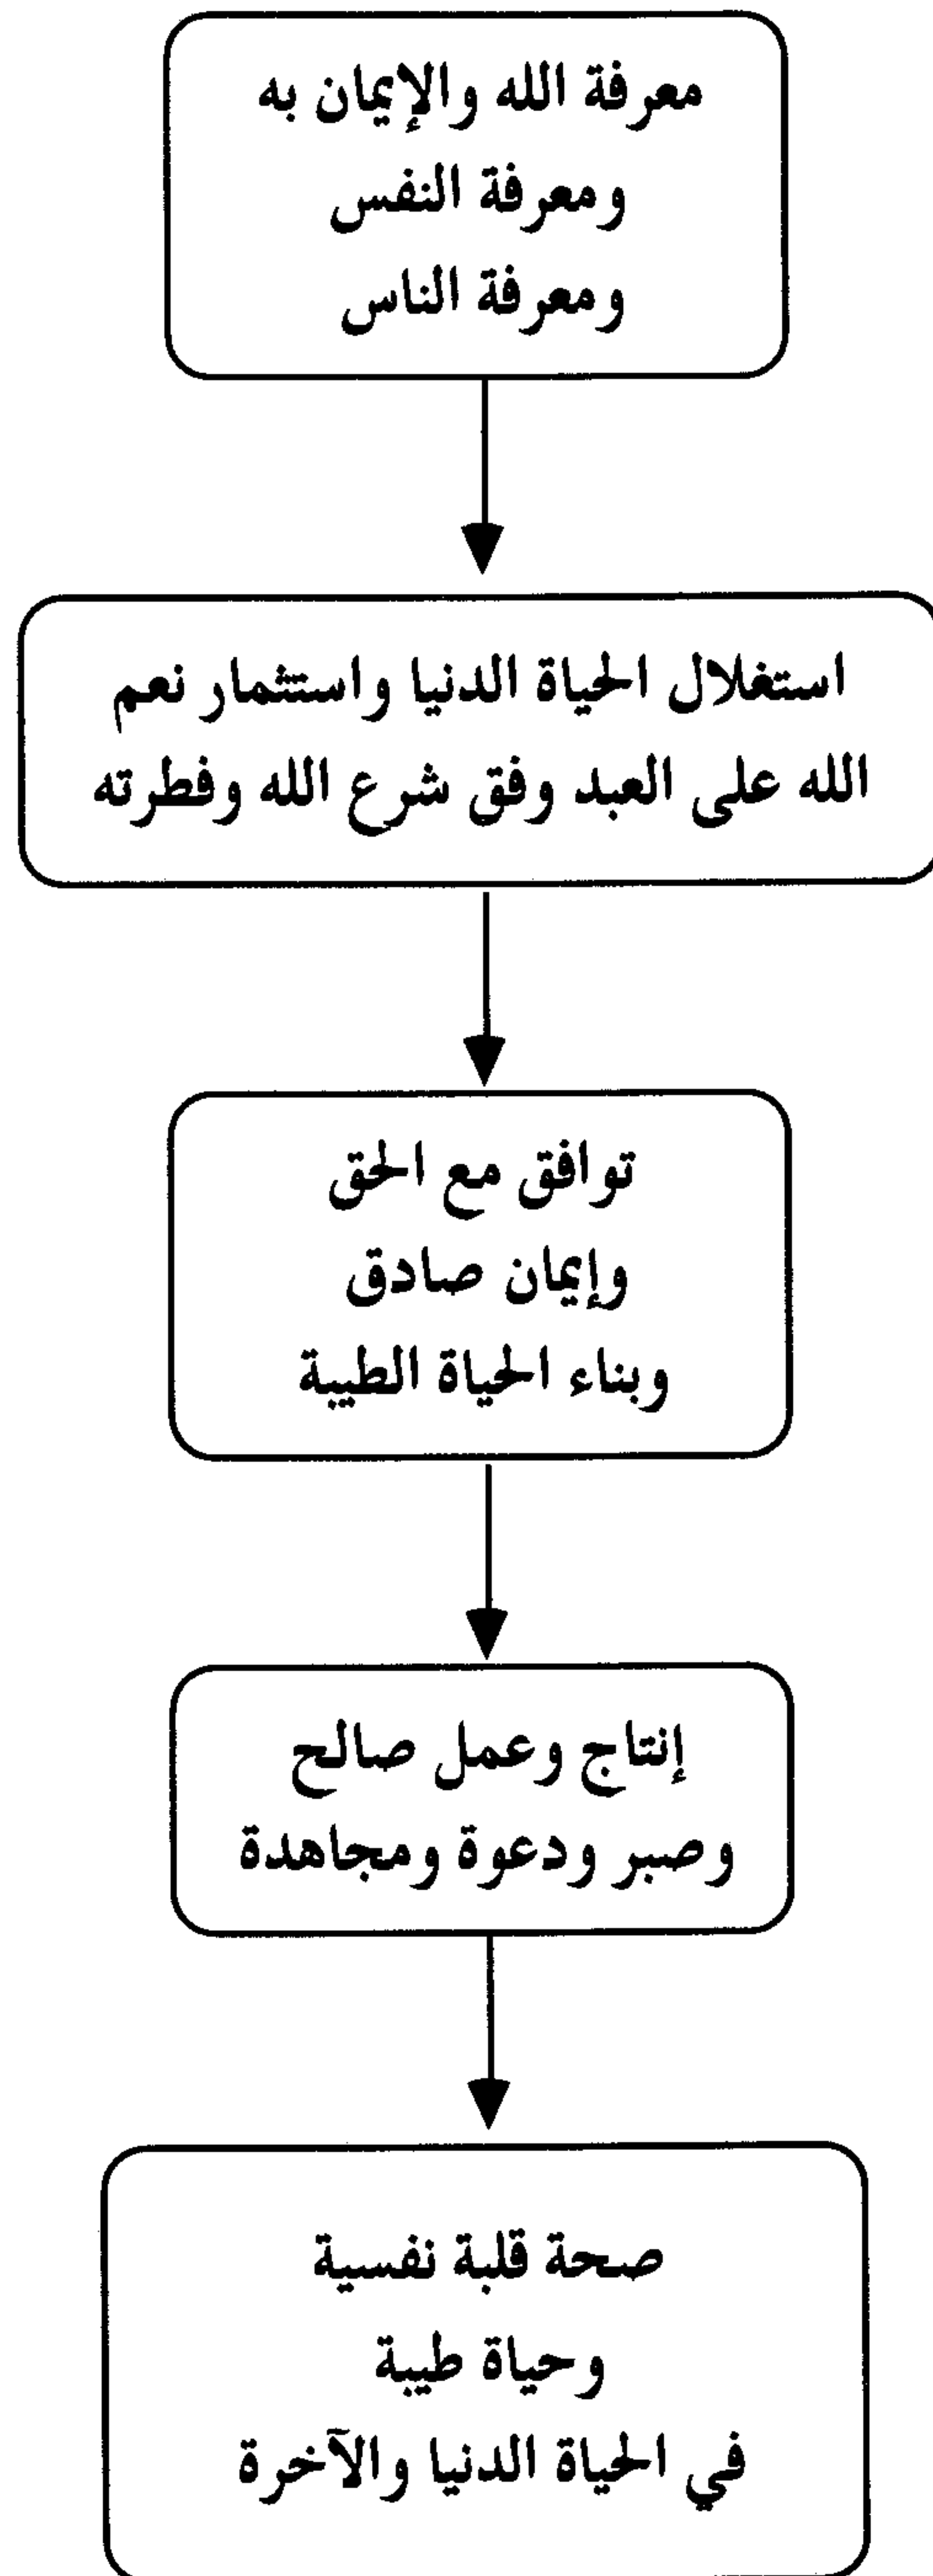 معرفة الله والإيمان به
ومعرفة النفس
ومعرفة الناس
استغلال الحياة الدنيا واستثمار نعم
الله على العبد وفق شرع الله وفطرته
توافق مع الحق
وإيمان صادق
وبناء الحياة الطيبة
إنتاج وعمل صالح
وصبر ودعوة ومجاهدة
صحة قلبة نفسية
وحياة طيبة
في الحياة الدنيا والآخرة